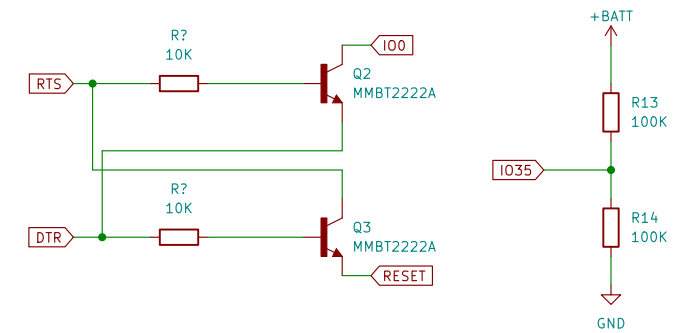 +BATT
R?
10K
IO0
RTS
Q2
MMBT2222A
R13
100K
IO35
R?
10K
R14
100K
DTR
Q3
MMBT2222A
RESET
GND